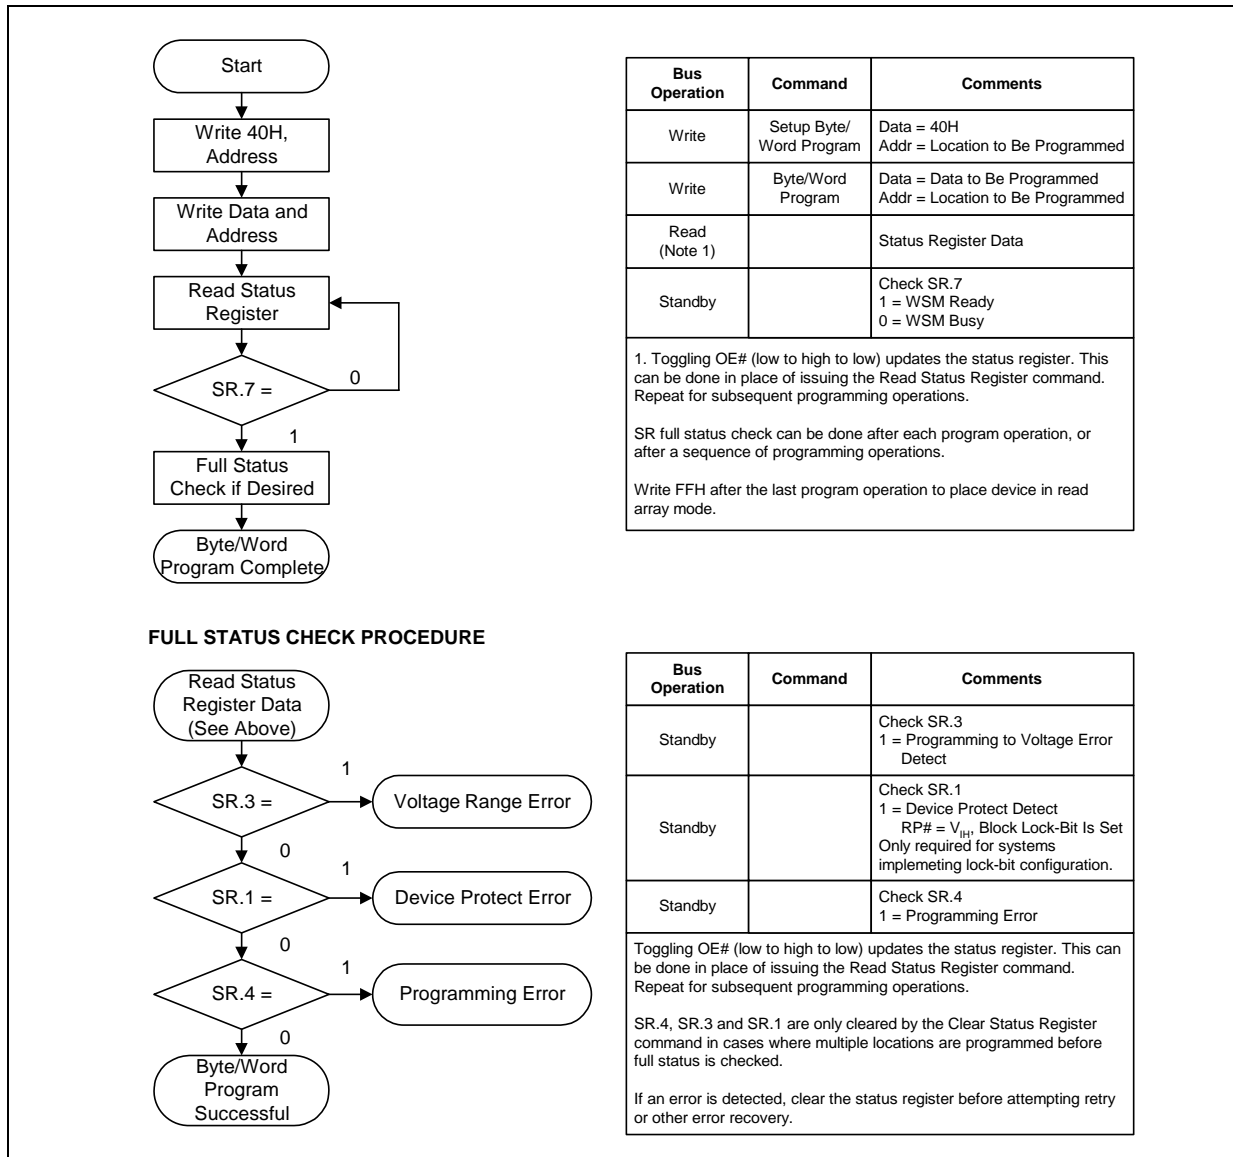 Start
Write 40H,
Address
Write Data and
Address
Read Status
Register
SR.7 =
0
1
Full Status
Check if Desired
Byte/Word
Program Complete
Bus
Operation
Command
Comments
Write
Setup Byte/
Word Program
Data = 40H
Addr = Location to Be Programmed
Write
Byte/Word
Program
Data = Data to Be Programmed
Addr = Location to Be Programmed
Read
(Note 1)
Status Register Data
Standby
Check SR.7
1 = WSM Ready
0 = WSM Busy
1. Toggling OE# (low to high to low) updates the status register. This
can be done in place of issuing the Read Status Register command.
Repeat for subsequent programming operations.
SR full status check can be done after each program operation, or
after a sequence of programming operations.
Write FFH after the last program operation to place device in read
array mode.
FULL STATUS CHECK PROCEDURE
Read Status
Register Data
(See Above)
SR.3 =
1
Voltage Range Error
0
SR.1 =
1
Device Protect Error
0
SR.4 =
1
Programming Error
0
Byte/Word
Program
Successful
Bus
Operation
Command
Comments
Standby
Check SR.3
1 = Programming to Voltage Error
Detect
Standby
Check SR.1
1 = Device Protect Detect
RP# = VIH, Block Lock-Bit Is Set
Only required for systems
implemeting lock-bit configuration.
Standby
Check SR.4
1 = Programming Error
Toggling OE# (low to high to low) updates the status register. This can
be done in place of issuing the Read Status Register command.
Repeat for subsequent programming operations.
SR.4, SR.3 and SR.1 are only cleared by the Clear Status Register
command in cases where multiple locations are programmed before
full status is checked.
If an error is detected, clear the status register before attempting retry
or other error recovery.